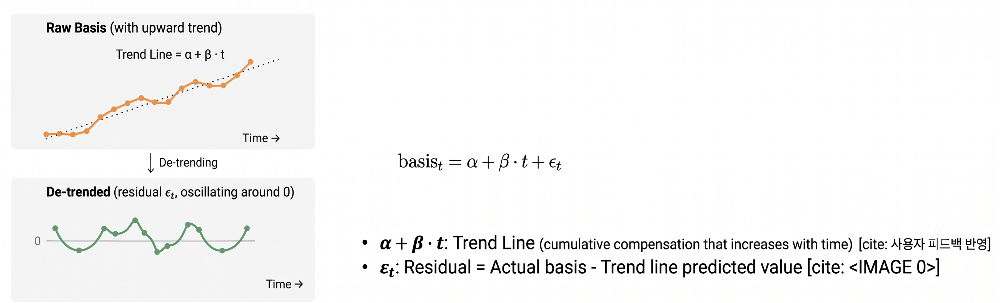 Raw Basis (with upward trend)
Trend Line = α + β · t
Time →
De-trending
De-trended (residual ϵt, oscillating around 0)
0
Time →
basist = α + β · t + ϵt
• α + β · t: Trend Line (cumulative compensation that increases with time) [cite: 사용자 피드백 반영]
• εt: Residual = Actual basis - Trend line predicted value [cite: <IMAGE 0>]